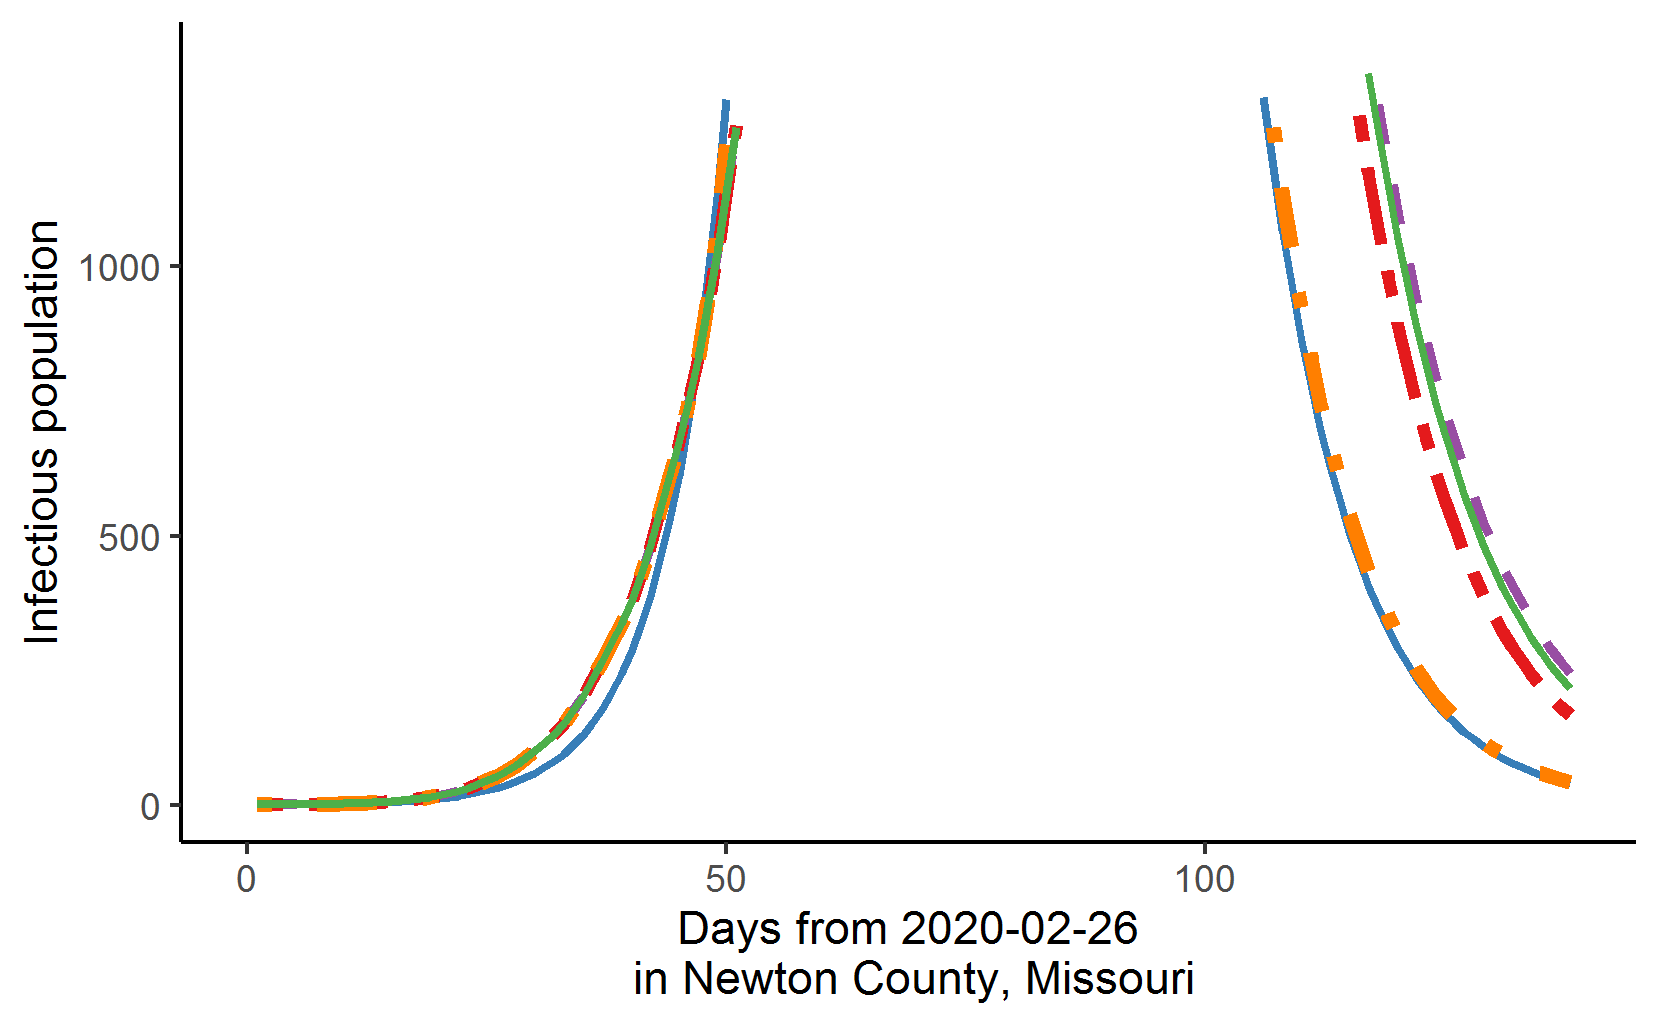 Infectious population
1000
500
0
0 50 100
Days from 2020-02-26
in Newton County, Missouri